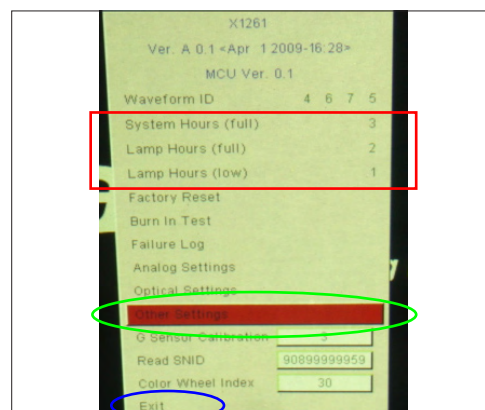 X1261
Ver. A 0.1 <Apr 1 2009-16:28>
MCU Ver. 0.1
Waveform ID 4 6 7 5
System Hours (full) 3
Lamp Hours (full) 2
Lamp Hours (low) 1
Factory Reset
Burn In Test
Failure Log
Analog Settings
Optical Settings
Other Settings
G Sensor Calibration 3
Read SNID 90899999959
Color Wheel Index 30
Exit